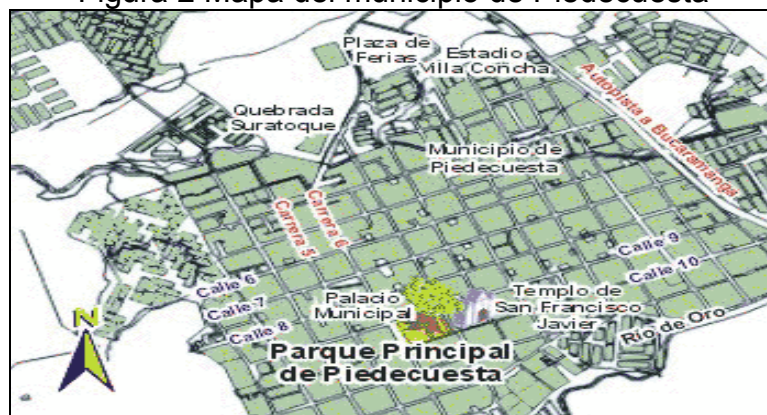 Figura 2 Mapa del municipio de Piedecuesta
Plaza de
Ferias
Estadio
Villa Concha
Autopista a Bucaramanga
Quebrada
Suratoque
Municipio de
Piedecuesta
Carrera 5
Carrera 6
Calle 6
Calle 7
Calle 8
Calle 9
Calle 10
Palacio
Municipal
Templo de
San Francisco
Javier
Río de Oro
Parque Principal
de Piedecuesta
N